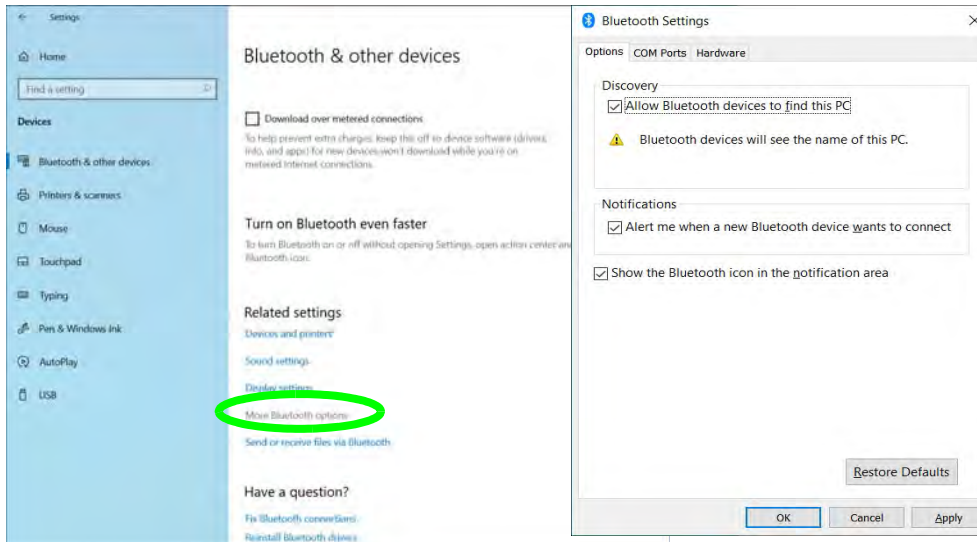 Settings
Home
Find a setting
Devices
Bluetooth & other devices
Printers & scanners
Mouse
Touchpad
Typing
Pen & Windows Ink
AutoPlay
USB
Bluetooth & other devices
Download over metered connections
To help prevent extra charges, keep this off so device software (drivers,
info, and apps) for new devices won't download while you're on
metered Internet connections.
Turn on Bluetooth even faster
To turn Bluetooth on or off without opening Settings, open action center and
Bluetooth icon.
Related settings
Devices and printers
Sound settings
Display settings
More Bluetooth options
Send or receive files via Bluetooth
Have a question?
Fix Bluetooth connections
Reinstall Bluetooth drivers
Bluetooth Settings
Options COM Ports Hardware
Discovery
Allow Bluetooth devices to find this PC
Bluetooth devices will see the name of this PC.
Notifications
Alert me when a new Bluetooth device wants to connect
Show the Bluetooth icon in the notification area
Restore Defaults
OK Cancel Apply